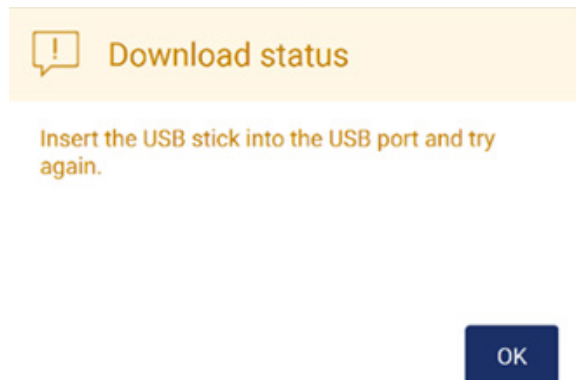 Download status
Insert the USB stick into the USB port and try
again.
OK